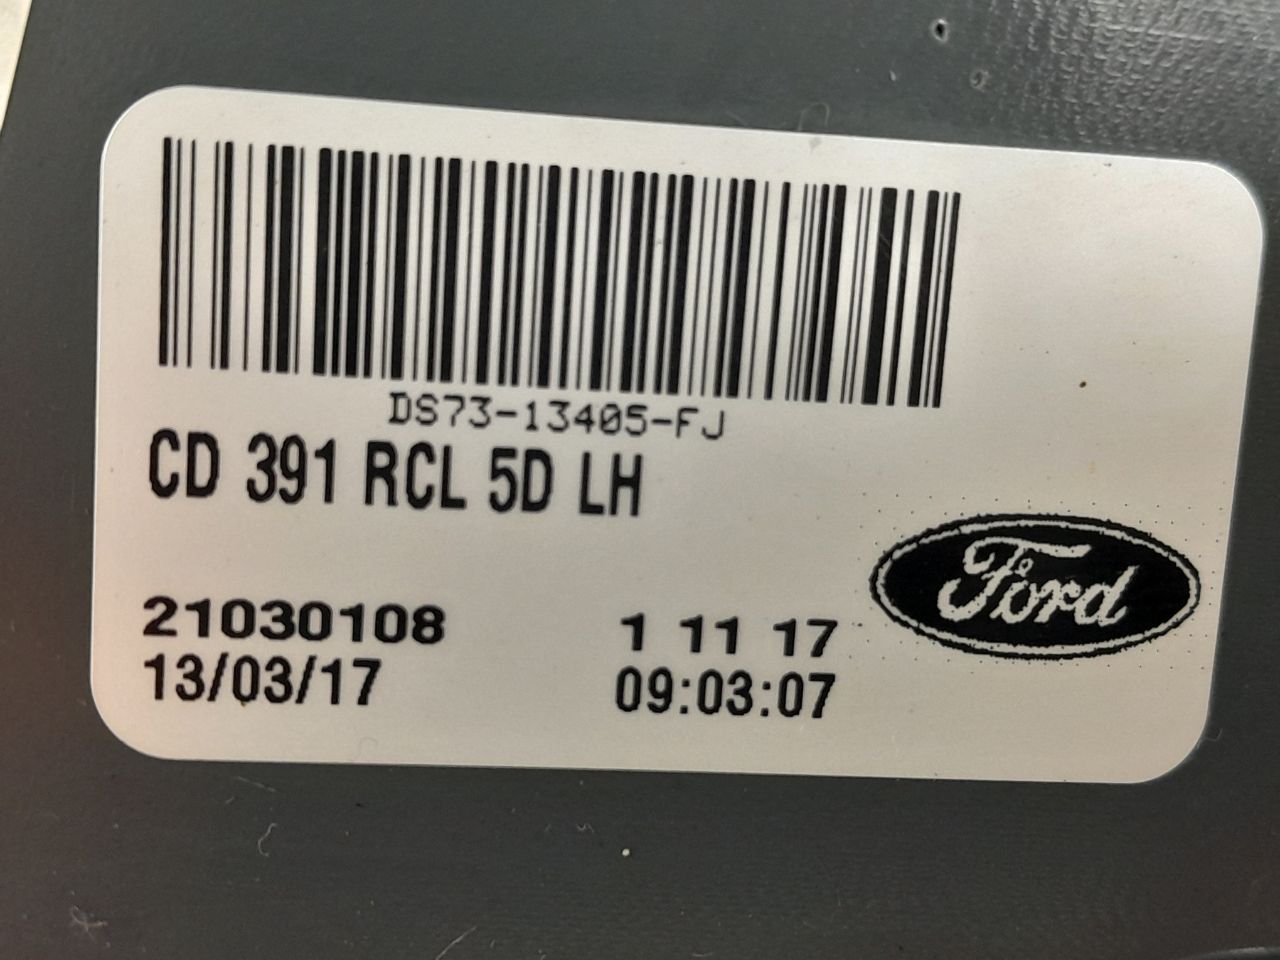 DS73-13405-FJ
CD 391 RCL 5D LH
21030108 1 11 17
13/03/17 09:03:07
Ford